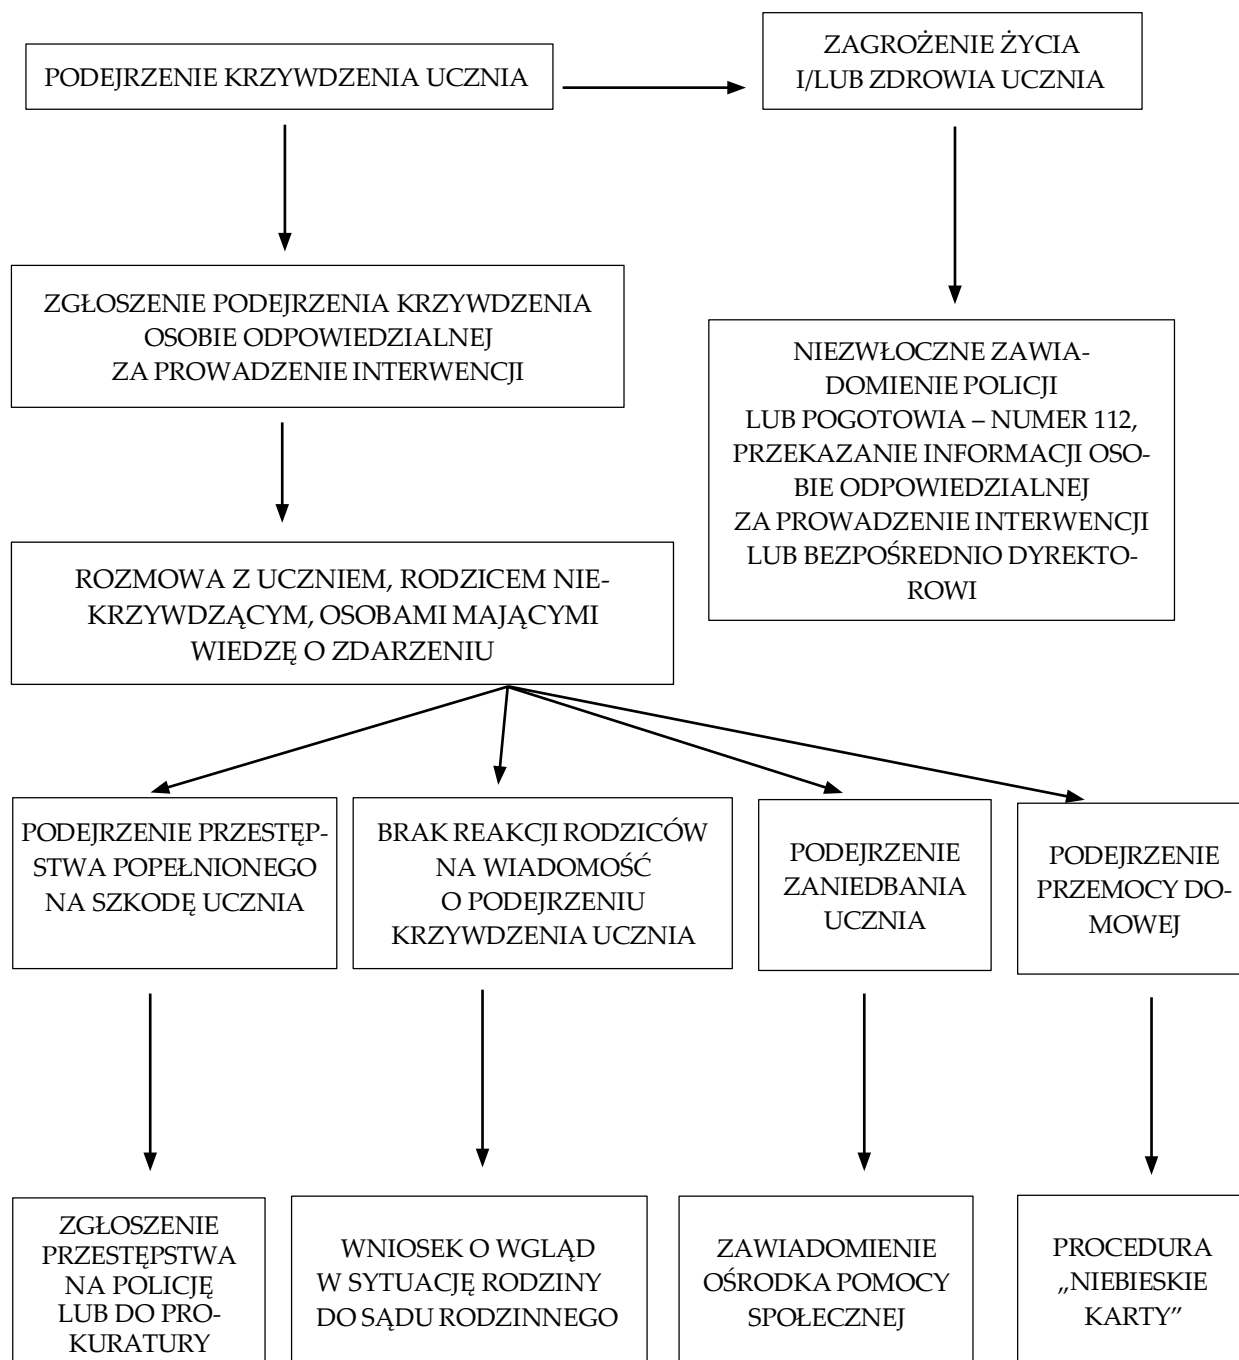 PODEJRZENIE KRZYWDZENIA UCZNIA
ZAGROŻENIE ŻYCIA
I/LUB ZDROWIA UCZNIA
ZGŁOSZENIE PODEJRZENIA KRZYWDZENIA
OSOBIE ODPOWIEDZIALNEJ
ZA PROWADZENIE INTERWENCJI
NIEZWŁOCZNE ZAWIA-
DOMIENIE POLICJI
LUB POGOTOWIA – NUMER 112,
PRZEKAZANIE INFORMACJI OSO-
BIE ODPOWIEDZIALNEJ
ZA PROWADZENIE INTERWENCJI
LUB BEZPOŚREDNIO DYREKTO-
ROWI
ROZMOWA Z UCZNIEM, RODZICEM NIE-
KRZYWDZĄCYM, OSOBAMI MAJĄCYMI
WIEDZĘ O ZDARZENIU
PODEJRZENIE PRZESTĘP-
STWA POPEŁNIONEGO
NA SZKODĘ UCZNIA
BRAK REAKCJI RODZICÓW
NA WIADOMOŚĆ
O PODEJRZENIU
KRZYWDZENIA UCZNIA
PODEJRZENIE
ZANIEDBANIA
UCZNIA
PODEJRZENIE
PRZEMOCY DO-
MOWEJ
ZGŁOSZENIE
PRZESTĘPSTWA
NA POLICJĘ
LUB DO PRO-
KURATURY
WNIOSEK O WGLĄD
W SYTUACJĘ RODZINY
DO SĄDU RODZINNEGO
ZAWIADOMIENIE
OŚRODKA POMOCY
SPOŁECZNEJ
PROCEDURA
„NIEBIESKIE
KARTY”